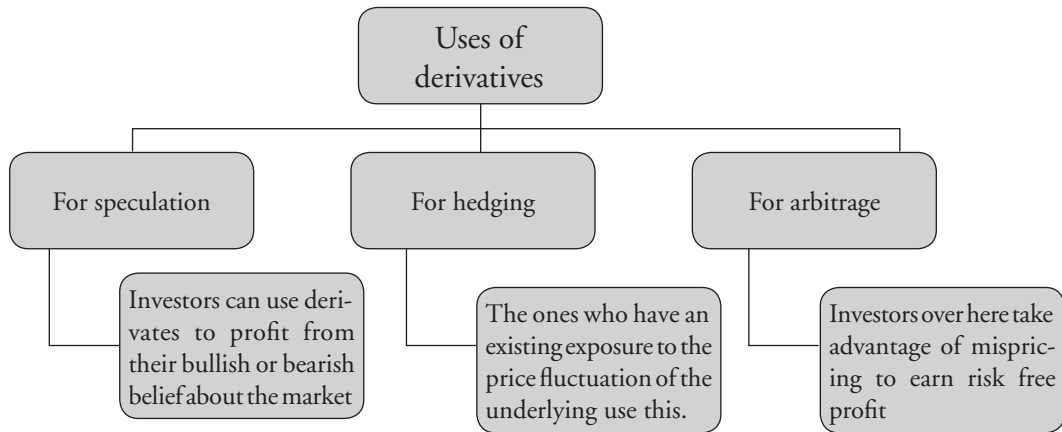 Uses of
derivatives
For speculation
For hedging
For arbitrage
Investors can use deri-
vates to profit from
their bullish or bearish
belief about the market
The ones who have an
existing exposure to the
price fluctuation of the
underlying use this.
Investors over here take
advantage of mispric-
ing to earn risk free
profit